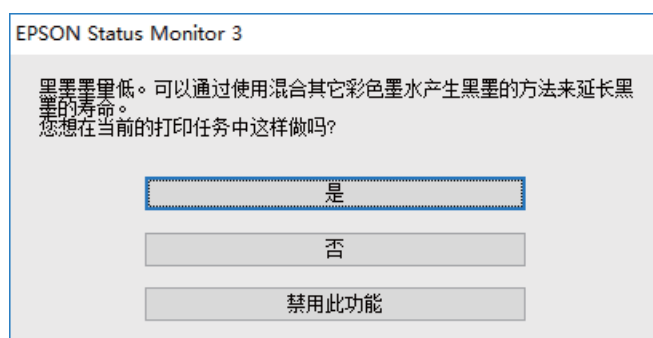 EPSON Status Monitor 3
黑墨墨量低。可以通过使用混合其它彩色墨水产生黑墨的方法来延长黑
墨的寿命。
您想在当前的打印任务中这样做吗?
是
否
禁用此功能